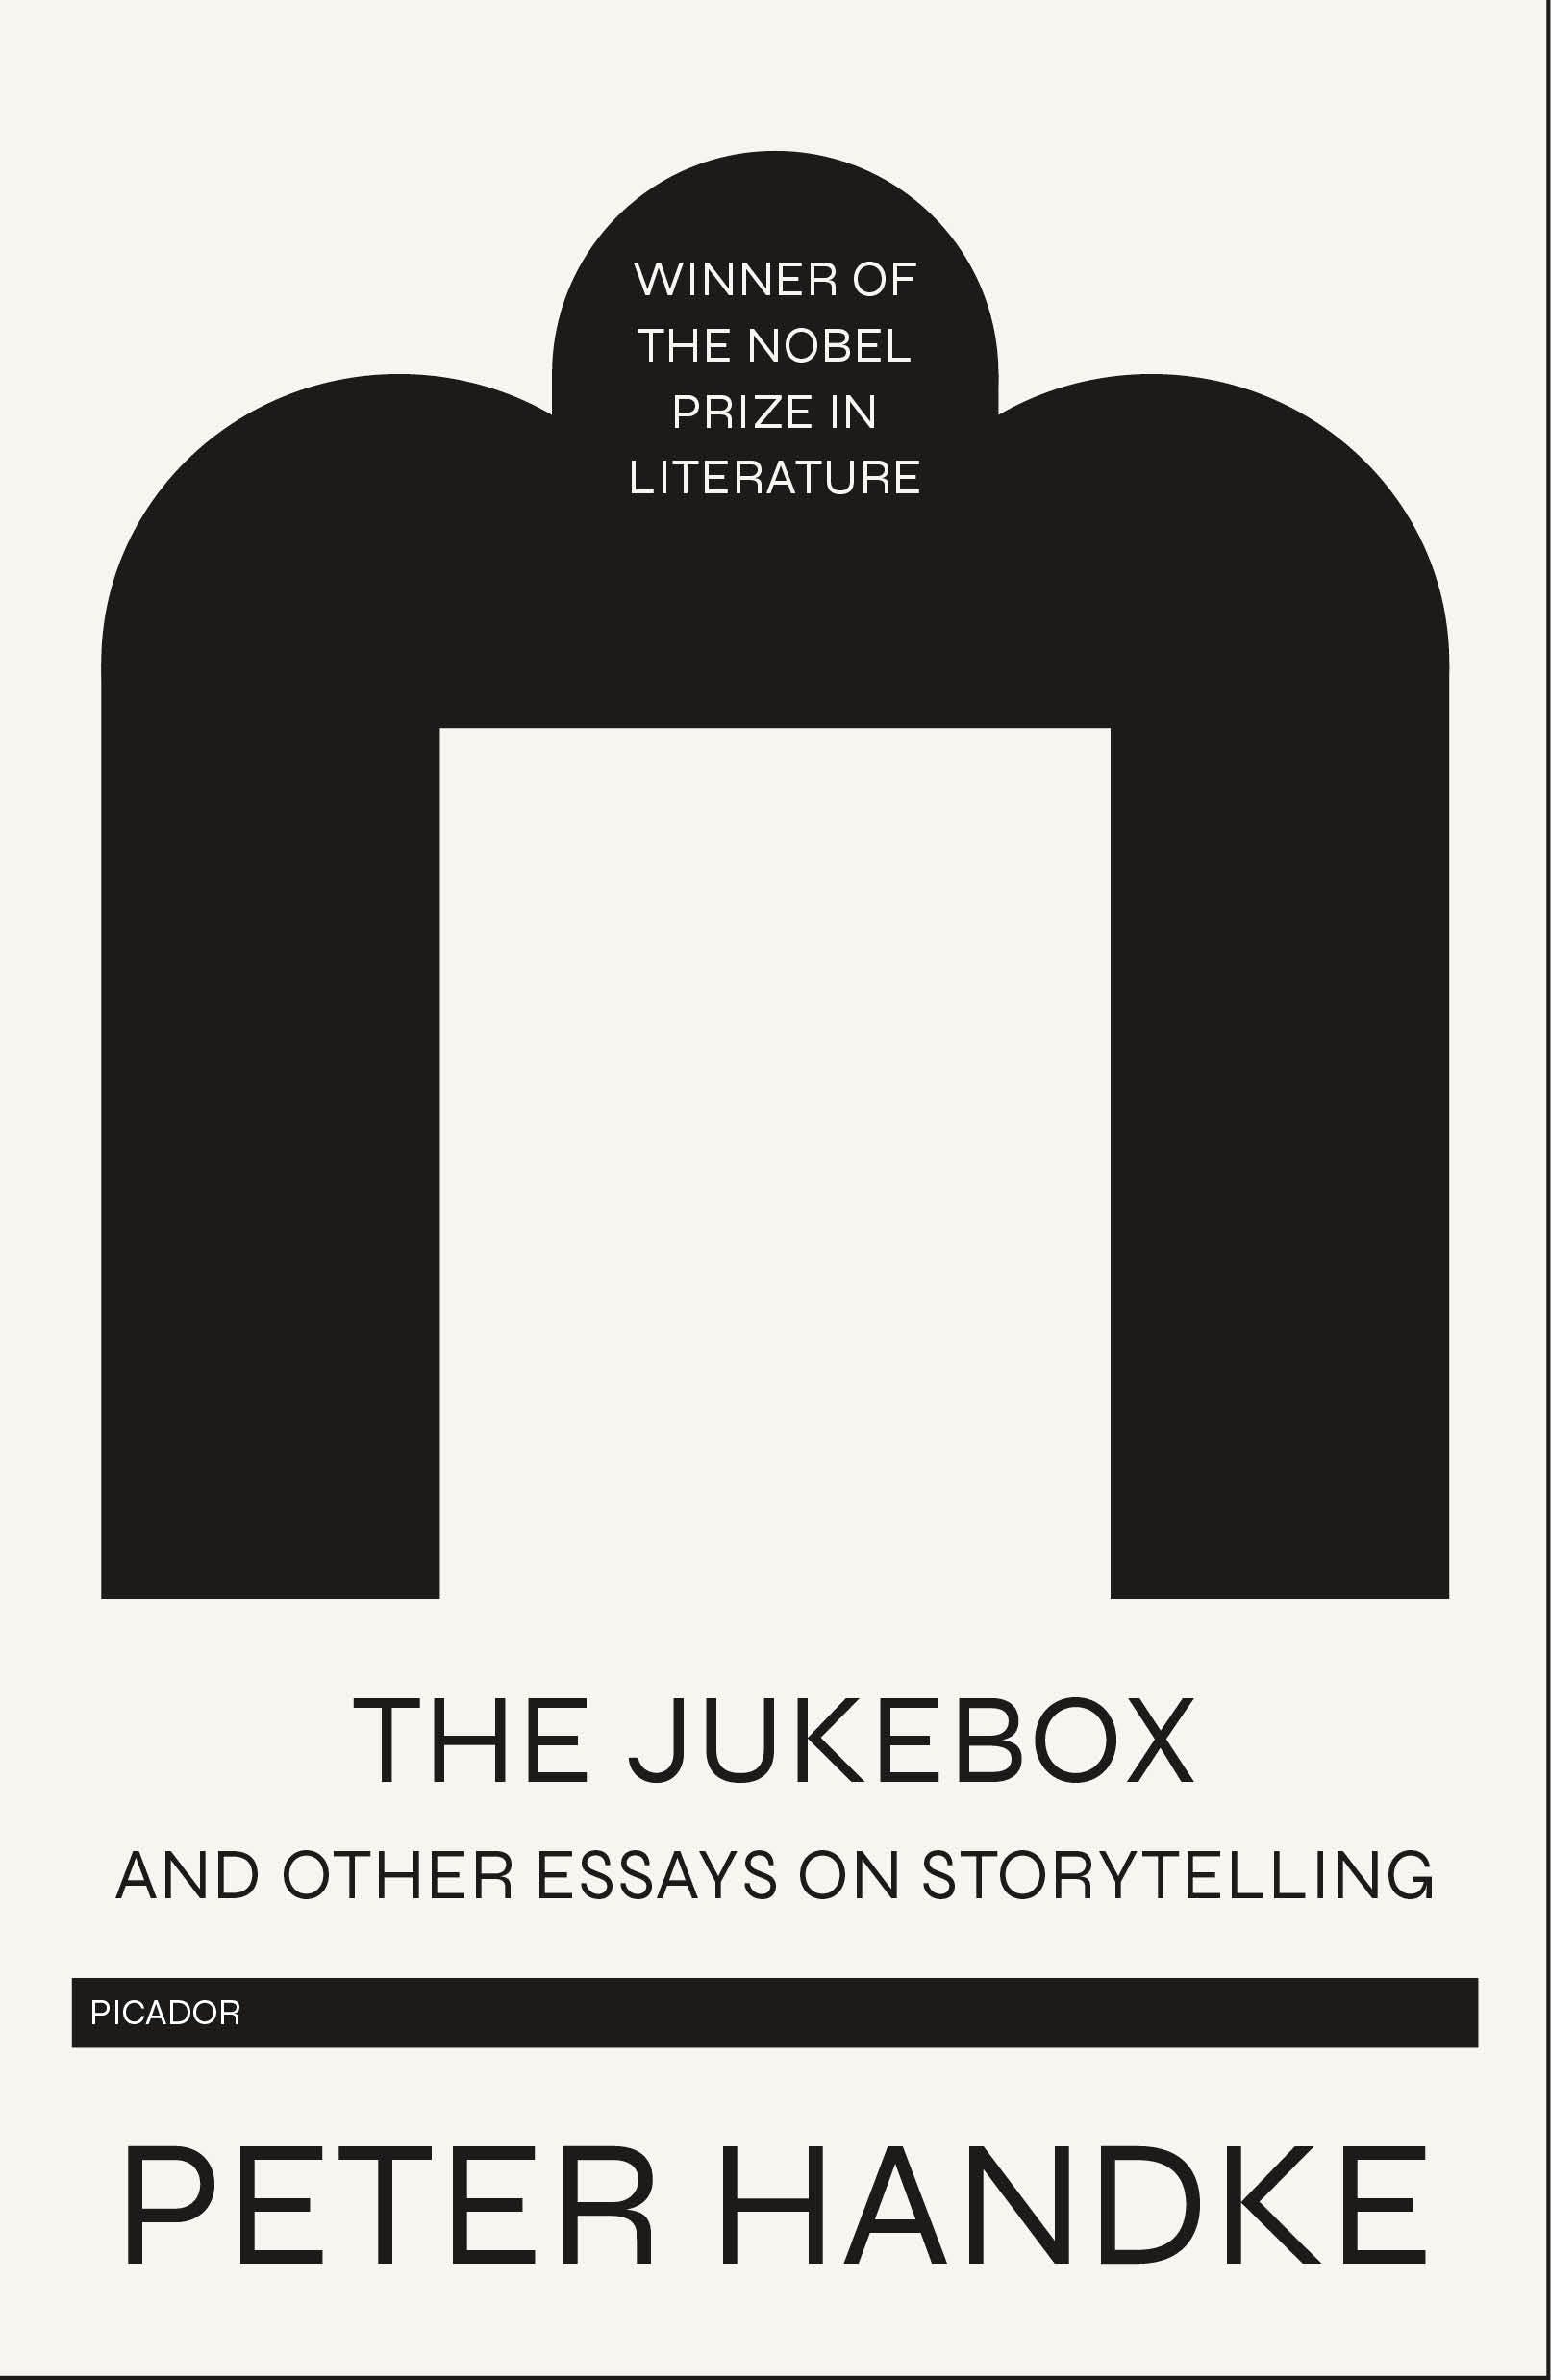 WINNER OF
THE NOBEL
PRIZE IN
LITERATURE
THE JUKEBOX
AND OTHER ESSAYS ON STORYTELLING
PICADOR
PETER HANDKE